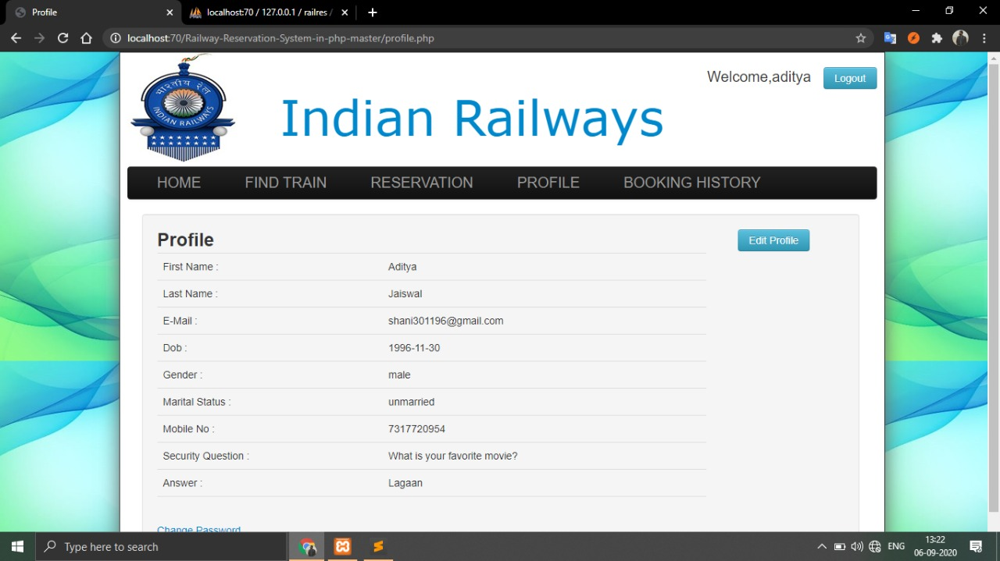 Profile
localhost:70 / 127.0.0.1 / railres /
localhost:70/Railway-Reservation-System-in-php-master/profile.php
भारतीय रेल
INDIAN RAILWAYS
Welcome,aditya
Logout
Indian Railways
HOME FIND TRAIN RESERVATION PROFILE BOOKING HISTORY
Profile
Edit Profile
First Name : Aditya
Last Name : Jaiswal
E-Mail : shani301196@gmail.com
Dob : 1996-11-30
Gender : male
Marital Status : unmarried
Mobile No : 7317720954
Security Question : What is your favorite movie?
Answer : Lagaan
Change Password
Type here to search
ENG
13:22
06-09-2020